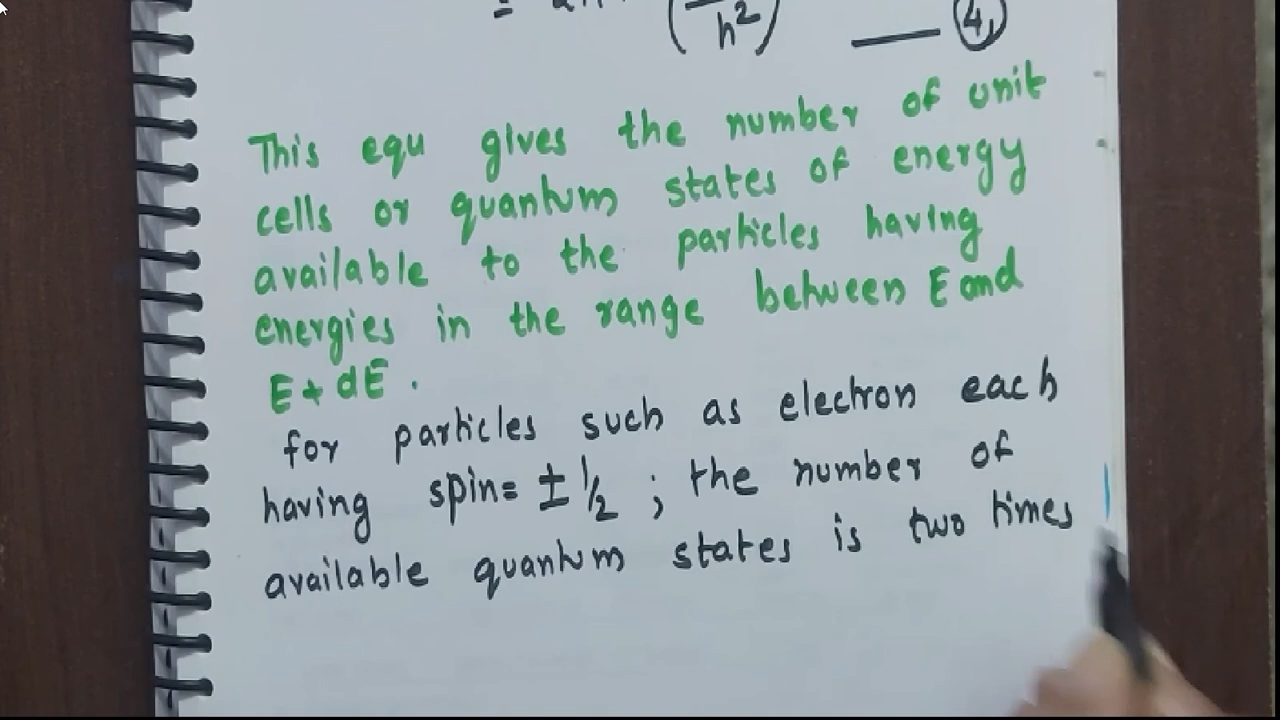 h²
4
This equ gives the number of unit
cells or quantum states of energy
available to the particles having
energies in the range between E and
E + dE .
for particles such as electron each
having spin= ± 1/2 ; the number of
available quantum states is two times